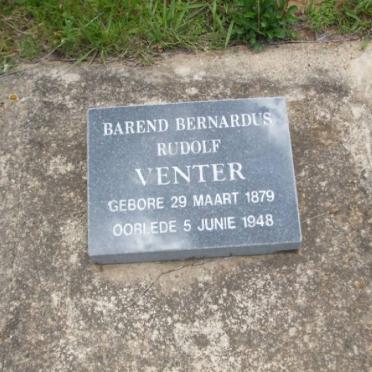 BAREND BERNARDUS
RUDOLF
VENTER
GEBORE 29 MAART 1879
OORLEDE 5 JUNIE 1948